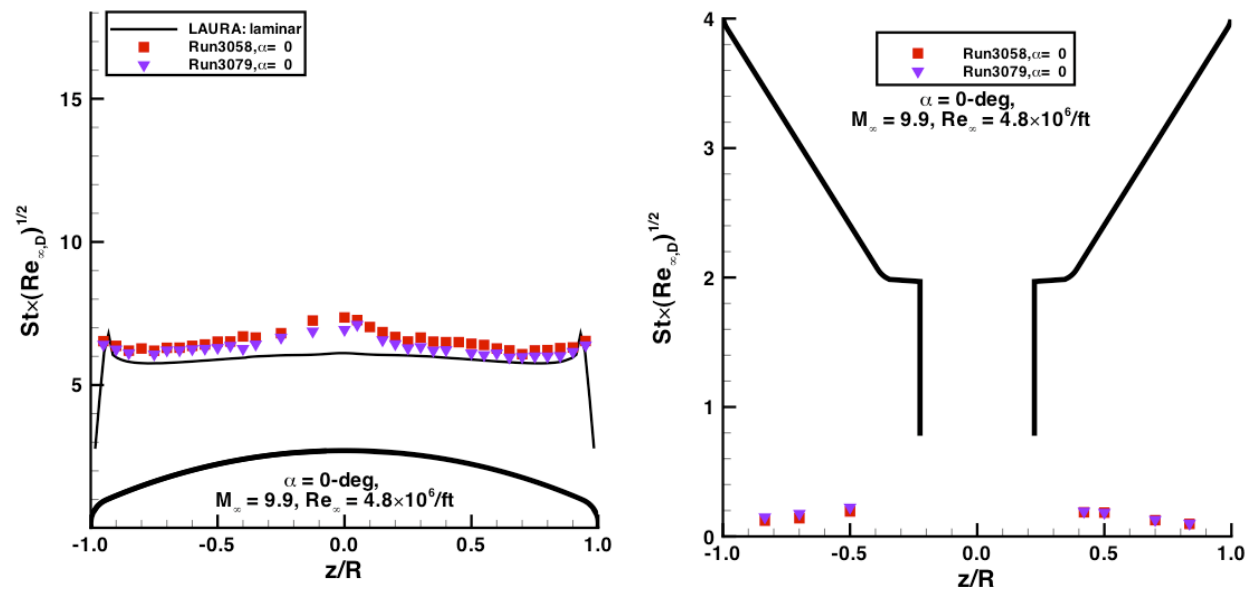 LAURA: laminar
Run3058,α= 0
Run3079,α= 0
15
10
5
St×(Re∞,D)1/2
α = 0-deg,
M∞ = 9.9, Re∞ = 4.8×10⁶/ft
-1.0 -0.5 0.0 0.5 1.0
z/R
Run3058,α= 0
Run3079,α= 0
α = 0-deg,
M∞ = 9.9, Re∞ = 4.8×10⁶/ft
4
3
2
1
0
St×(Re∞,D)1/2
-1.0 -0.5 0.0 0.5 1.0
z/R